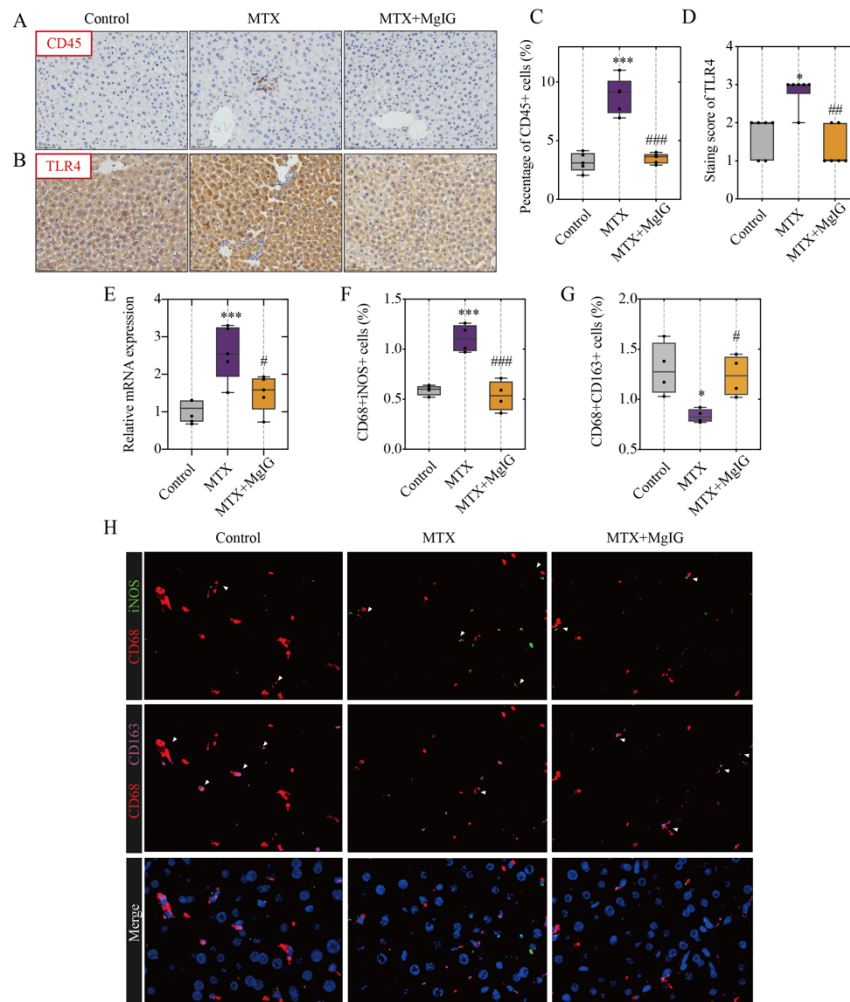 A
Control
MTX
MTX+MgIG
CD45
B
TLR4
C
Pecentage of CD45+ cells (%)
10
5
0
***
###
Control
MTX
MTX+MgIG
D
Staing score of TLR4
4
3
2
1
*
##
Control
MTX
MTX+MgIG
E
Relative mRNA expression
4
3
2
1
0
***
#
Control
MTX
MTX+MgIG
F
CD68+iNOS+ cells (%)
1.5
1.0
0.5
0.0
***
###
Control
MTX
MTX+MgIG
G
CD68+CD163+ cells (%)
2.0
1.5
1.0
0.5
*
#
Control
MTX
MTX+MgIG
H
Control
MTX
MTX+MgIG
CD68 iNOS
CD68 CD163
Merge